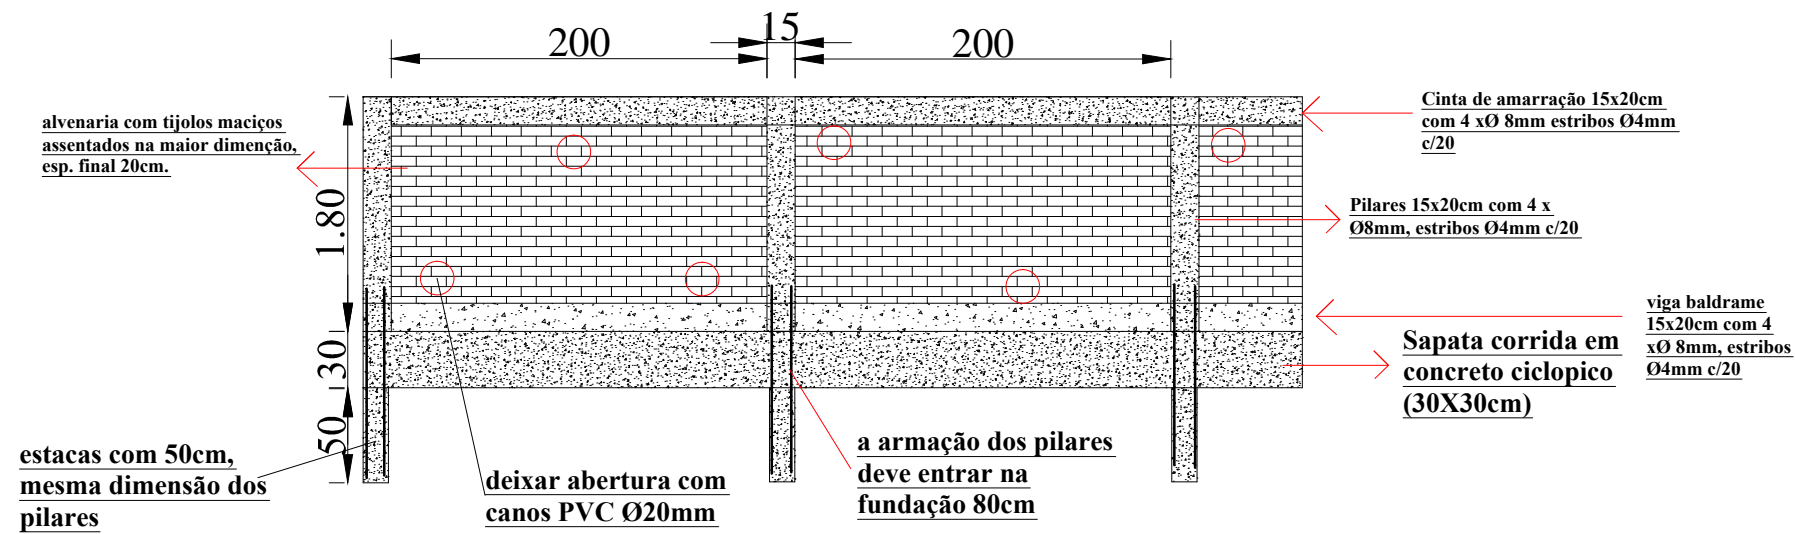 200
15
200
alvenaria com tijolos maciços
assentados na maior dimenção,
esp. final 20cm.
Cinta de amarração 15x20cm
com 4 xØ 8mm estribos Ø4mm
c/20
1.80
Pilares 15x20cm com 4 x
Ø8mm, estribos Ø4mm c/20
viga baldrame
15x20cm com 4
xØ 8mm, estribos
Ø4mm c/20
30
Sapata corrida em
concreto ciclopico
(30X30cm)
50
estacas com 50cm,
mesma dimensão dos
pilares
deixar abertura com
canos PVC Ø20mm
a armação dos pilares
deve entrar na
fundação 80cm